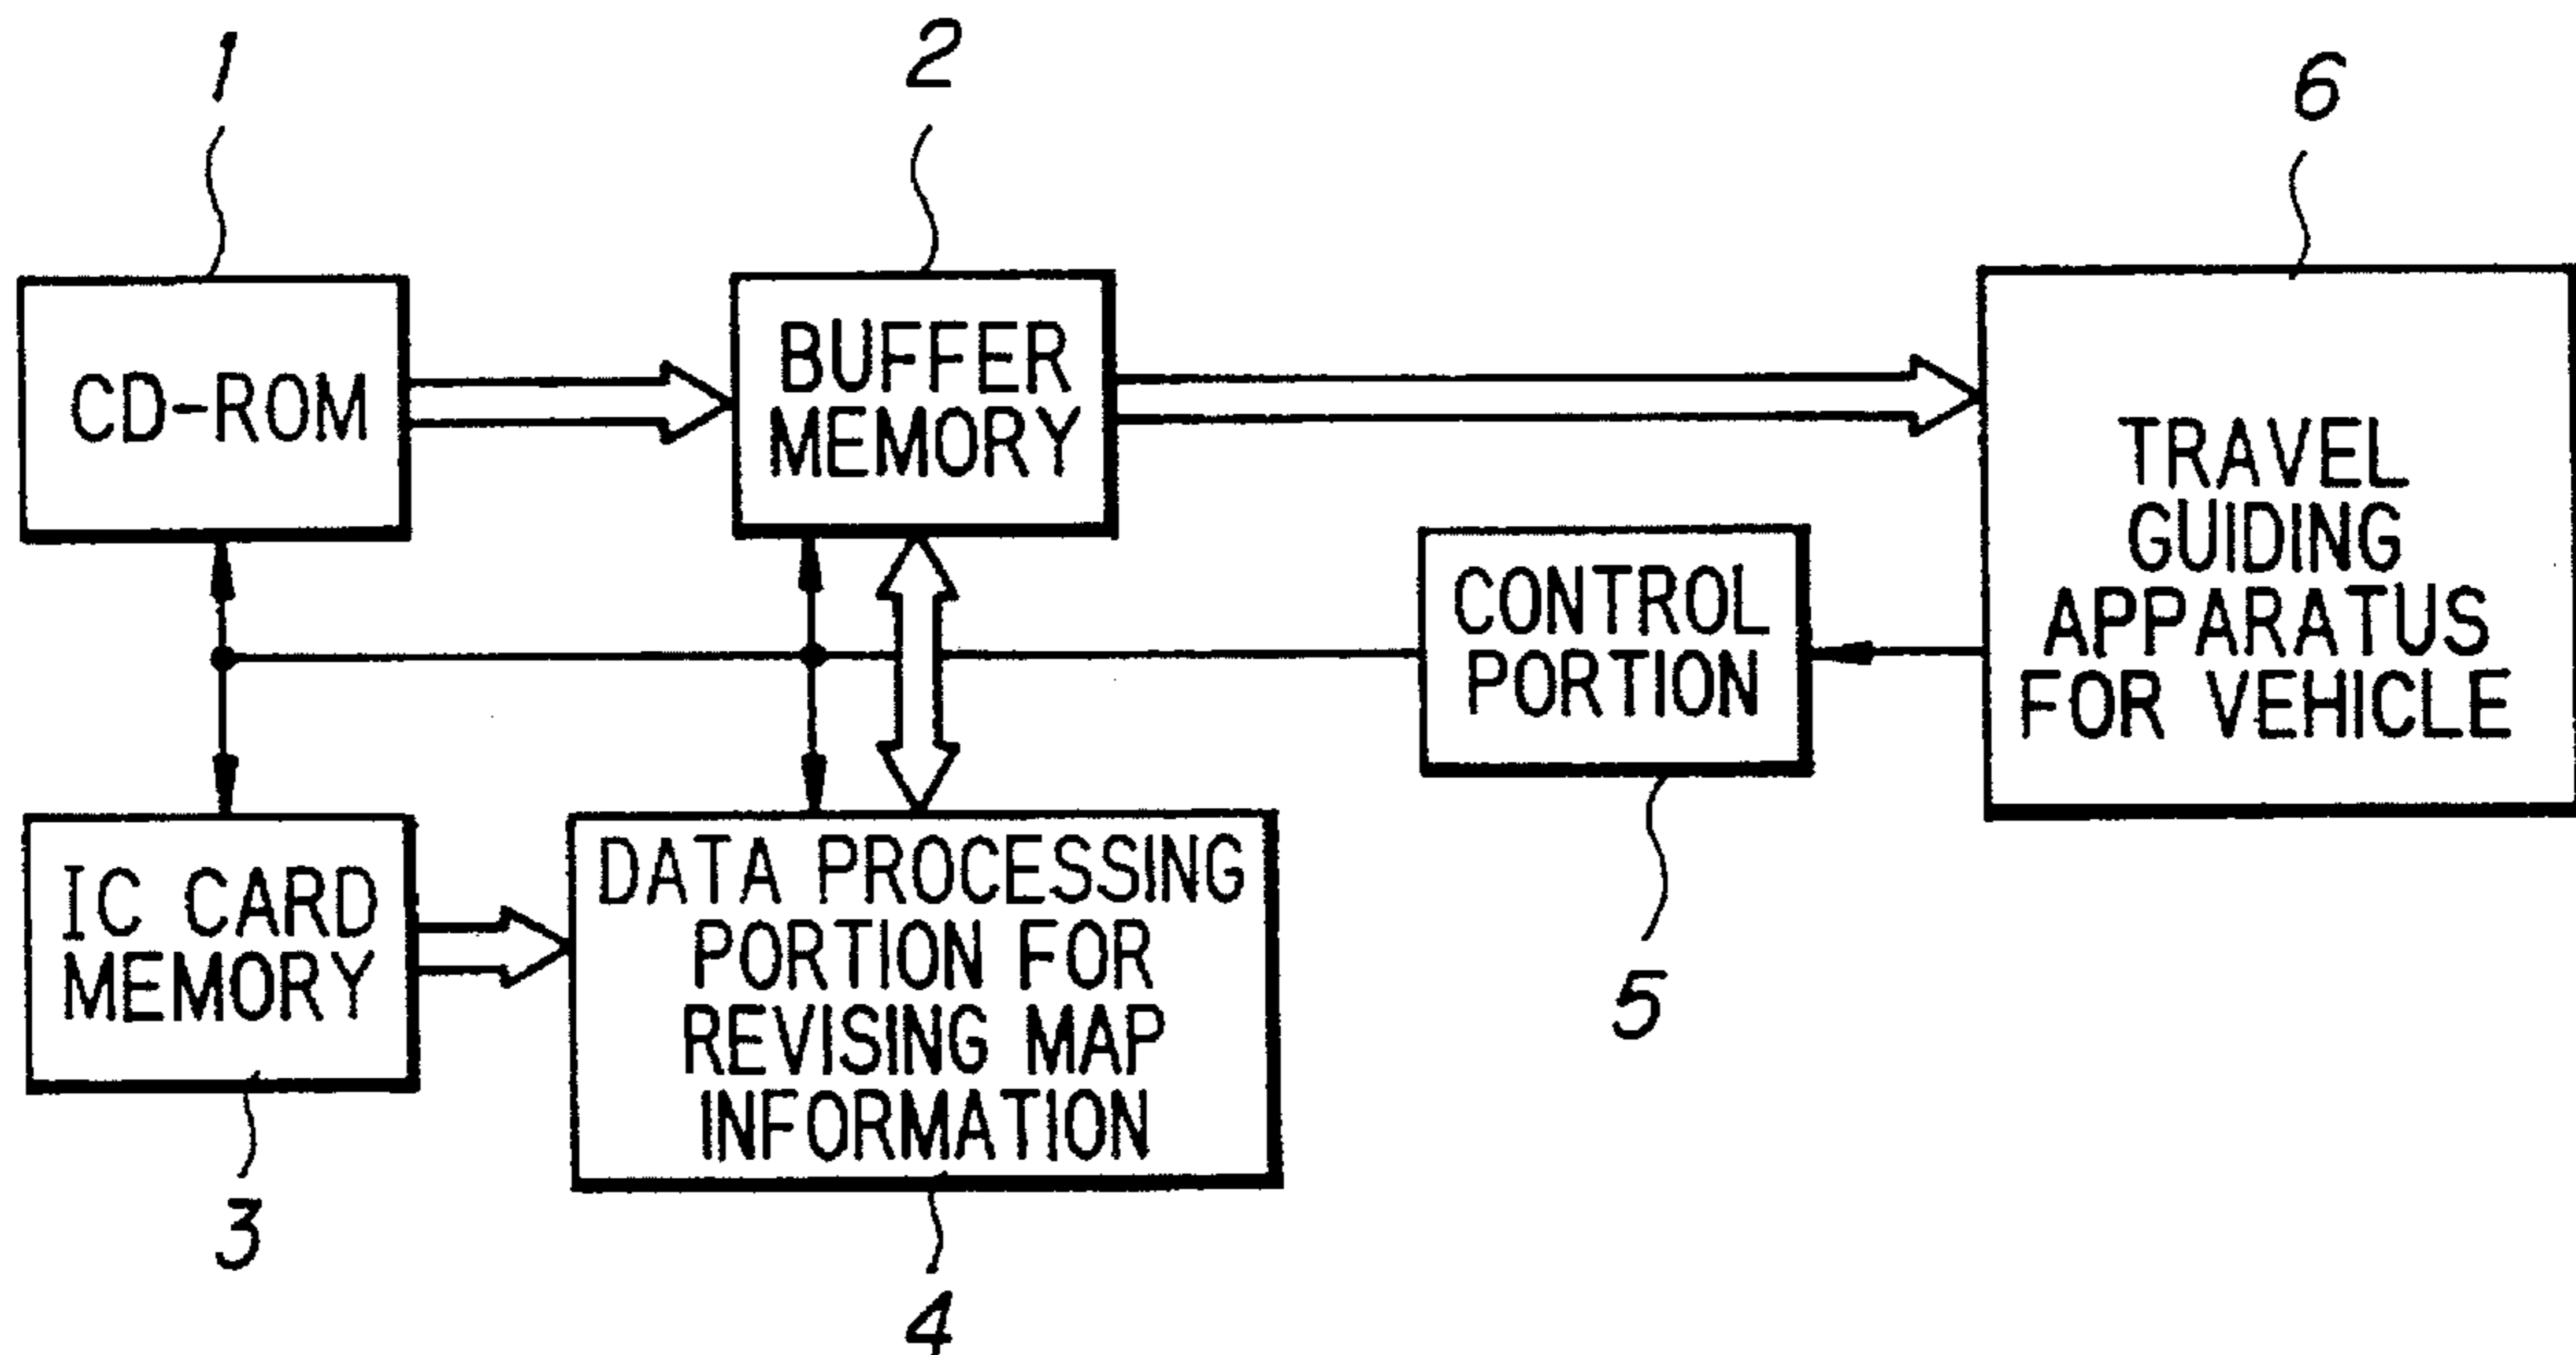 1
2
6
CD-ROM
BUFFER
MEMORY
TRAVEL
GUIDING
APPARATUS
FOR VEHICLE
CONTROL
PORTION
5
IC CARD
MEMORY
3
DATA PROCESSING
PORTION FOR
REVISING MAP
INFORMATION
4